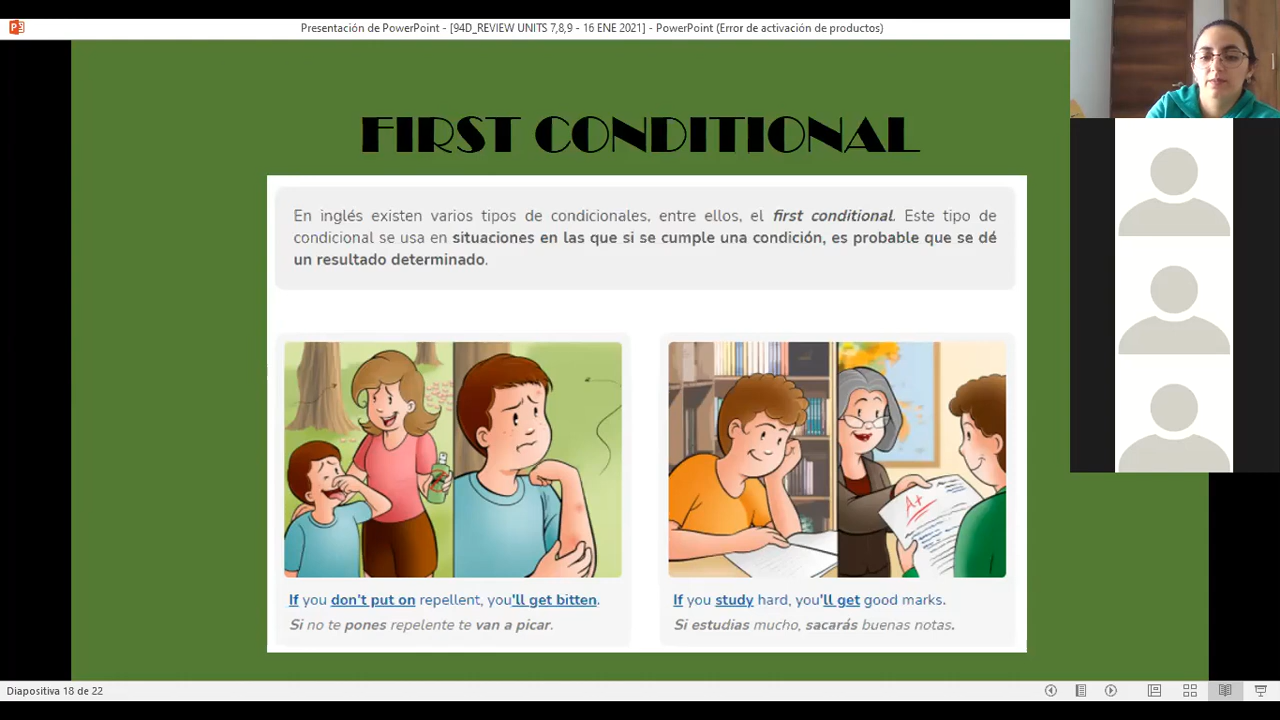 Presentación de PowerPoint - [94D_REVIEW UNITS 7,8,9 - 16 ENE 2021] - PowerPoint (Error de activación de productos)
FIRST CONDITIONAL
En inglés existen varios tipos de condicionales, entre ellos, el first conditional. Este tipo de
condicional se usa en situaciones en las que si se cumple una condición, es probable que se dé
un resultado determinado.
A+
If you don't put on repellent, you'll get bitten.
Si no te pones repelente te van a picar.
If you study hard, you'll get good marks.
Si estudias mucho, sacarás buenas notas.
Diapositiva 18 de 22